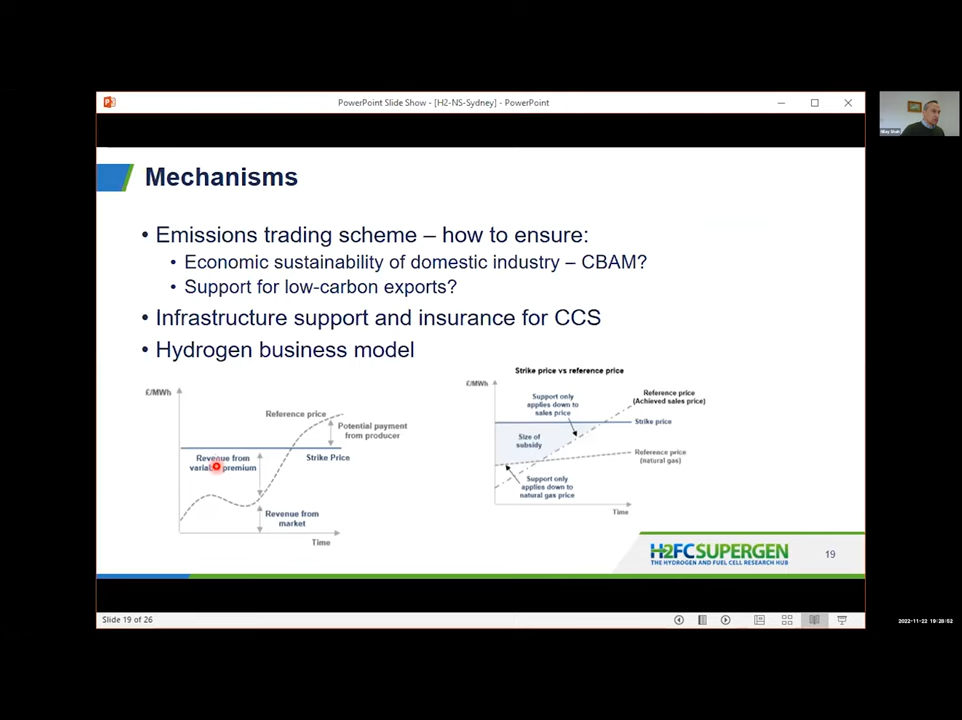 PowerPoint Slide Show - [H2-NS-Sydney] - PowerPoint
Mechanisms
• Emissions trading scheme – how to ensure:
• Economic sustainability of domestic industry – CBAM?
• Support for low-carbon exports?
• Infrastructure support and insurance for CCS
• Hydrogen business model
£/MWh
Reference price
Potential payment
from producer
Revenue from
premium
Strike Price
Revenue from
market
Time
Strike price vs reference price
£/MWh
Support only
applies down to
sales price
Reference price
(Achieved sales price)
Strike price
Size of
subsidy
Reference price
(natural gas)
Support only
applies down to
natural gas price
Time
H2FCSUPERGEN
THE HYDROGEN AND FUEL CELL RESEARCH HUB
19
Slide 19 of 26
2022-11-22 19:28:52